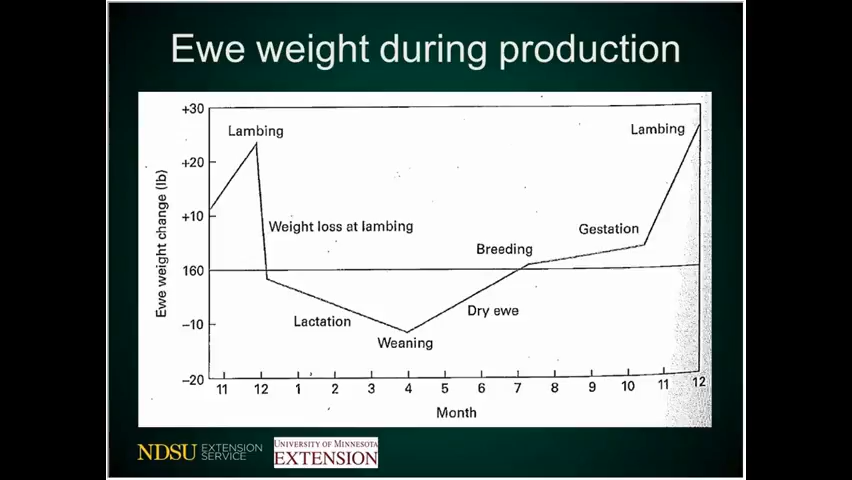 Ewe weight during production
+30
Lambing
Lambing
+20
+10
Weight loss at lambing
Gestation
Breeding
160
Ewe weight change (lb)
Lactation
Dry ewe
-10
Weaning
-20
11 12 1 2 3 4 5 6 7 8 9 10 11 12
Month
NDSU EXTENSION SERVICE
UNIVERSITY OF MINNESOTA
EXTENSION